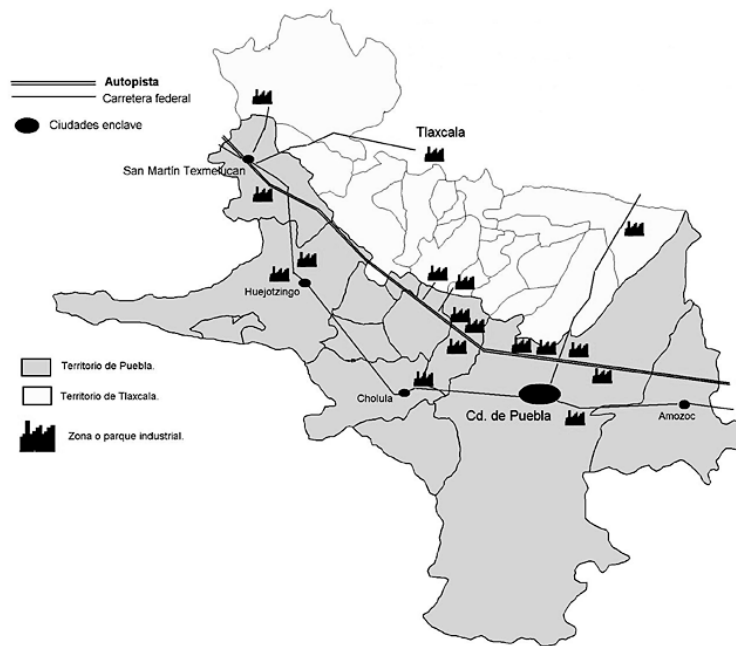 Autopista
Carretera federal
Ciudades enclave
Tlaxcala
San Martín Texmelucan
Huejotzingo
Territorio de Puebla.
Territorio de Tlaxcala.
Cholula
Cd. de Puebla
Amozoc
Zona o parque industrial.